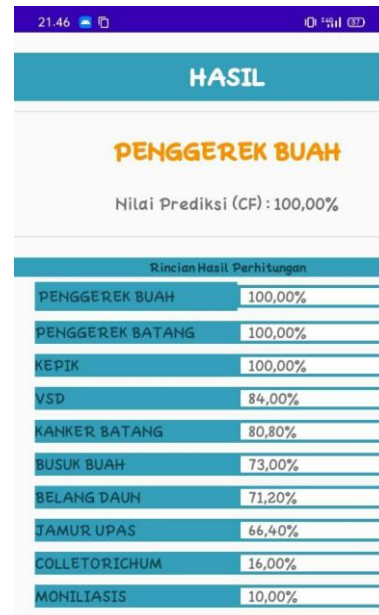 21.46
57
HASIL
PENGGEREK BUAH
Nilai Prediksi (CF) : 100,00%
Rincian Hasil Perhitungan
PENGGEREK BUAH 100,00%
PENGGEREK BATANG 100,00%
KEPIK 100,00%
VSD 84,00%
KANKER BATANG 80,80%
BUSUK BUAH 73,00%
BELANG DAUN 71,20%
JAMUR UPAS 66,40%
COLLETORICHUM 16,00%
MONILIASIS 10,00%